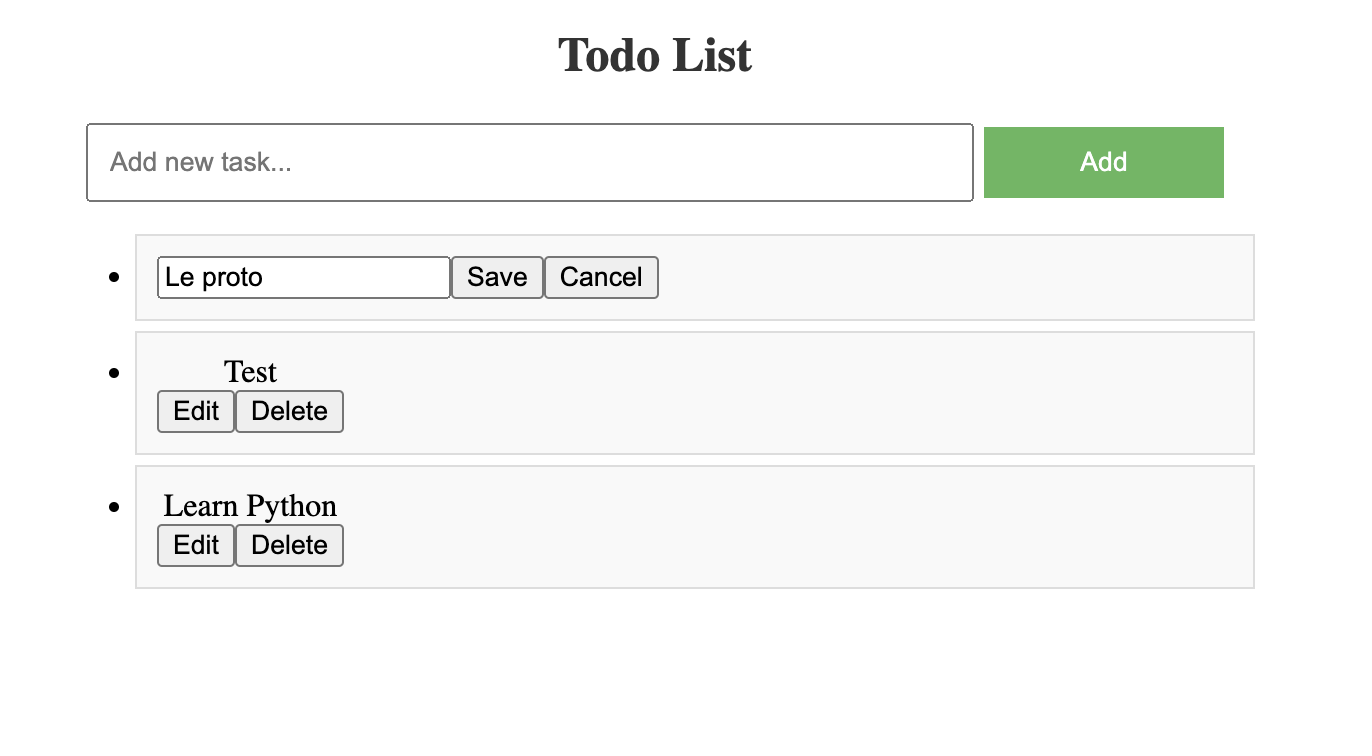 Todo List
Add new task... Add
Le proto Save Cancel
Test
Edit Delete
Learn Python
Edit Delete